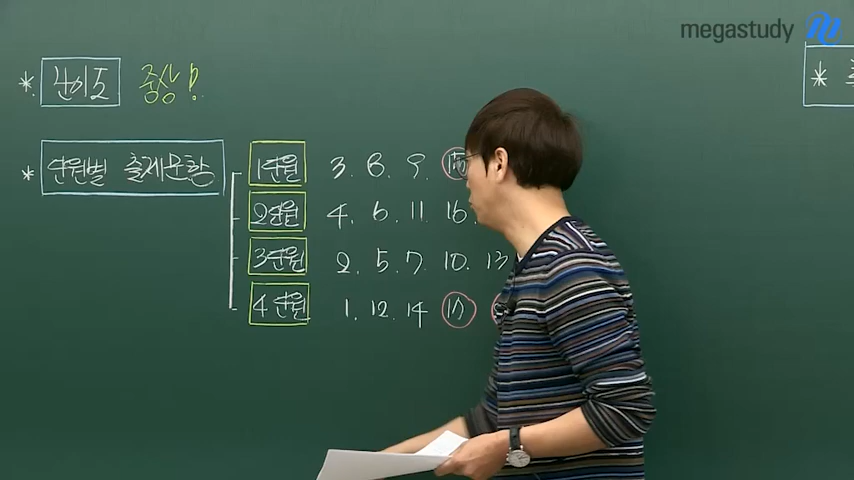 megastudy
* 난이도 중상!
* 단원별 출제문항
1단원 3. 8. 9. 15
2단원 4. 6. 11. 16.
3단원 2. 5. 7. 10. 13
4단원 1. 12. 14 17
*